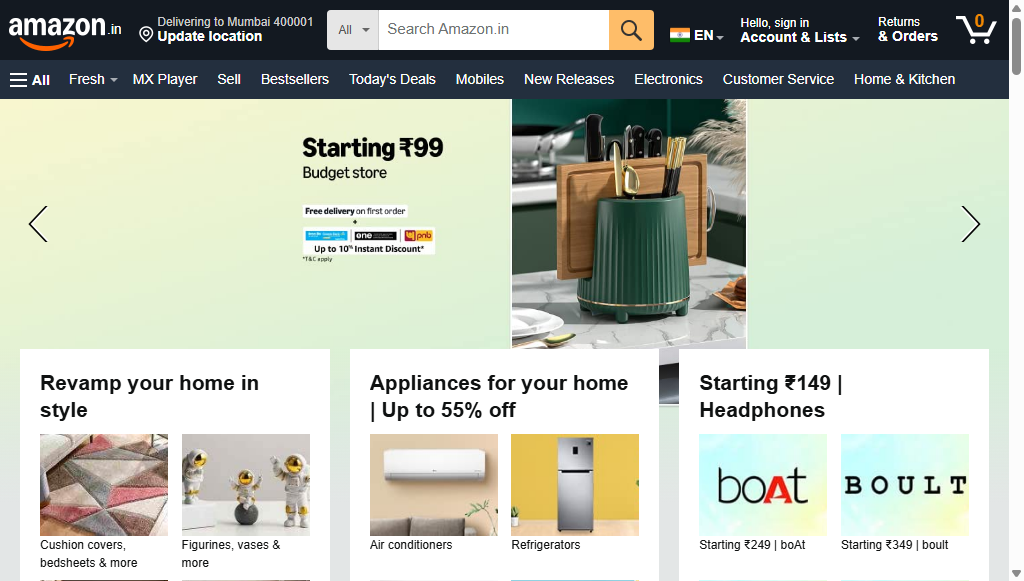 amazon.in
Delivering to Mumbai 400001
Update location
All
Search Amazon.in
EN
Hello, sign in
Account & Lists
Returns
& Orders
0
All
Fresh
MX Player
Sell
Bestsellers
Today's Deals
Mobiles
New Releases
Electronics
Customer Service
Home & Kitchen
Starting ₹99
Budget store
Free delivery on first order
+
one
pnb
Up to 10% Instant Discount*
*T&C apply
Revamp your home in
style
Cushion covers,
bedsheets & more
Figurines, vases &
more
Appliances for your home
| Up to 55% off
Air conditioners
Refrigerators
Starting ₹149 |
Headphones
boAt
BOULT
Starting ₹249 | boAt
Starting ₹349 | boult